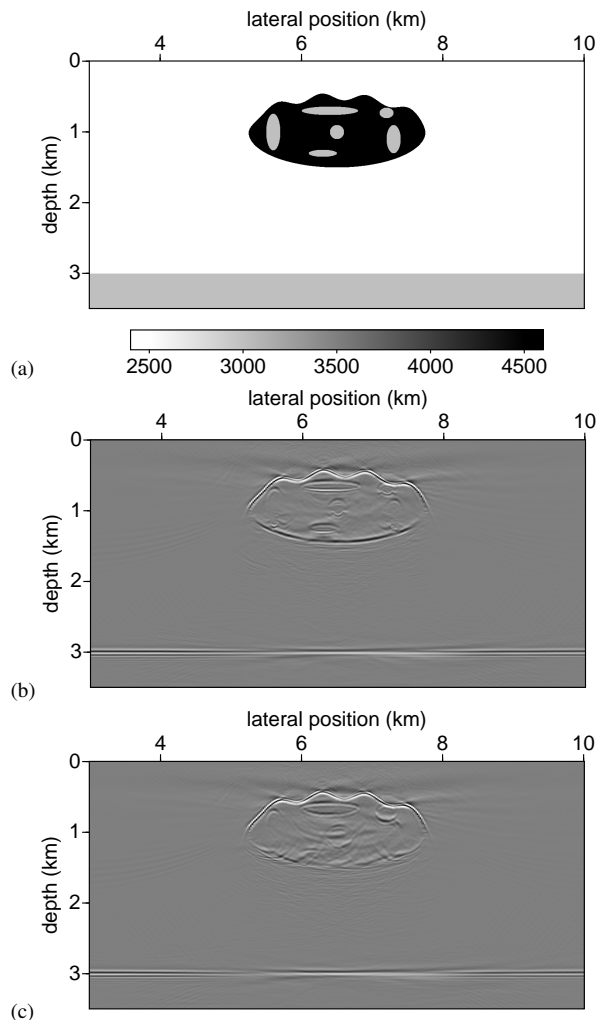 lateral position (km)
4 6 8 10
0
1
2
3
depth (km)
2500 3000 3500 4000 4500
(a)
lateral position (km)
4 6 8 10
0
1
2
3
depth (km)
(b)
lateral position (km)
4 6 8 10
0
1
2
3
depth (km)
(c)